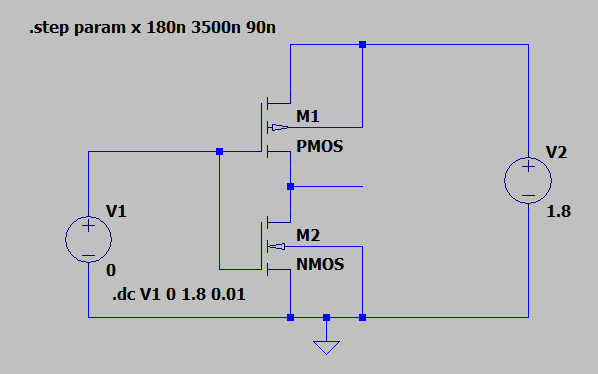 .step param x 180n 3500n 90n
M1
PMOS
V2
1.8
V1
0
M2
NMOS
.dc V1 0 1.8 0.01